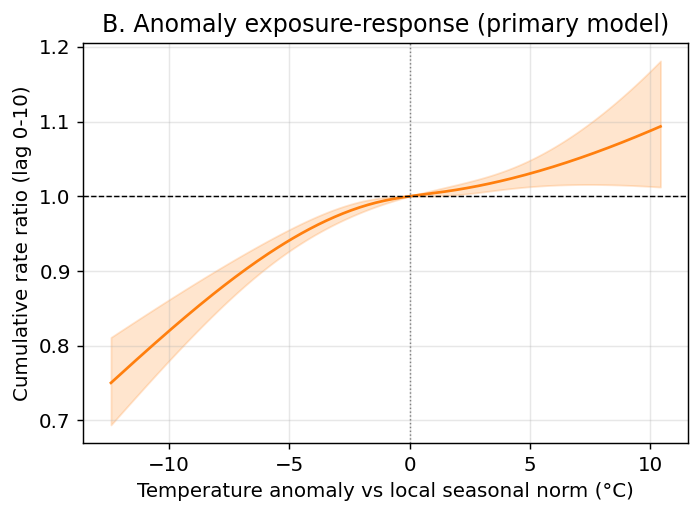 B. Anomaly exposure-response (primary model)
Cumulative rate ratio (lag 0-10)
1.2
1.1
1.0
0.9
0.8
0.7
−10 −5 0 5 10
Temperature anomaly vs local seasonal norm (°C)